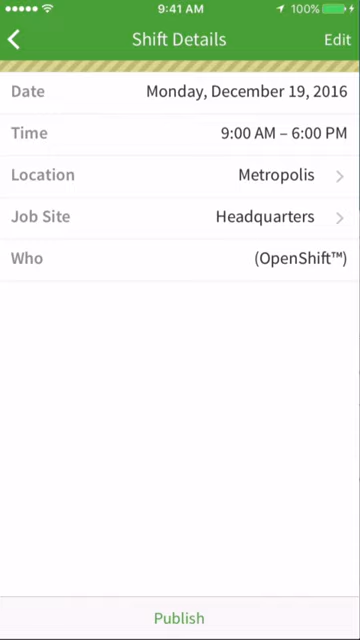 9:41 AM
100%
Shift Details
Edit
Date
Monday, December 19, 2016
Time
9:00 AM – 6:00 PM
Location
Metropolis
Job Site
Headquarters
Who
(OpenShift™)
Publish